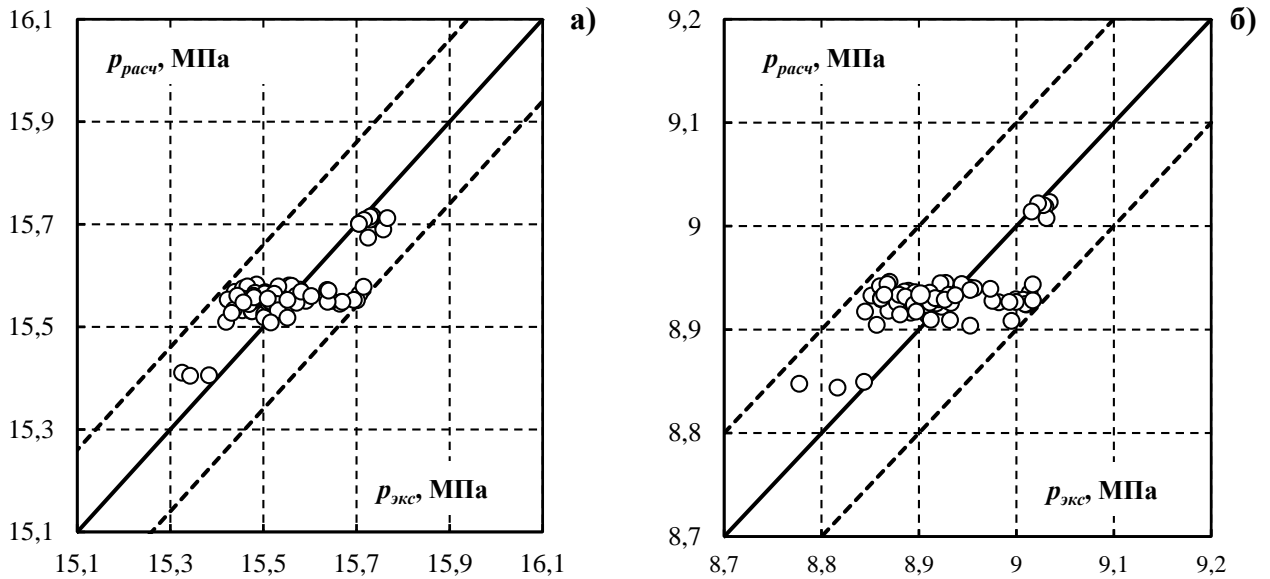 а)
p_расч, МПа
16,1
15,9
15,7
15,5
15,3
15,1
p_экс, МПа
15,1 15,3 15,5 15,7 15,9 16,1
б)
p_расч, МПа
9,2
9,1
9
8,9
8,8
8,7
p_экс, МПа
8,7 8,8 8,9 9 9,1 9,2